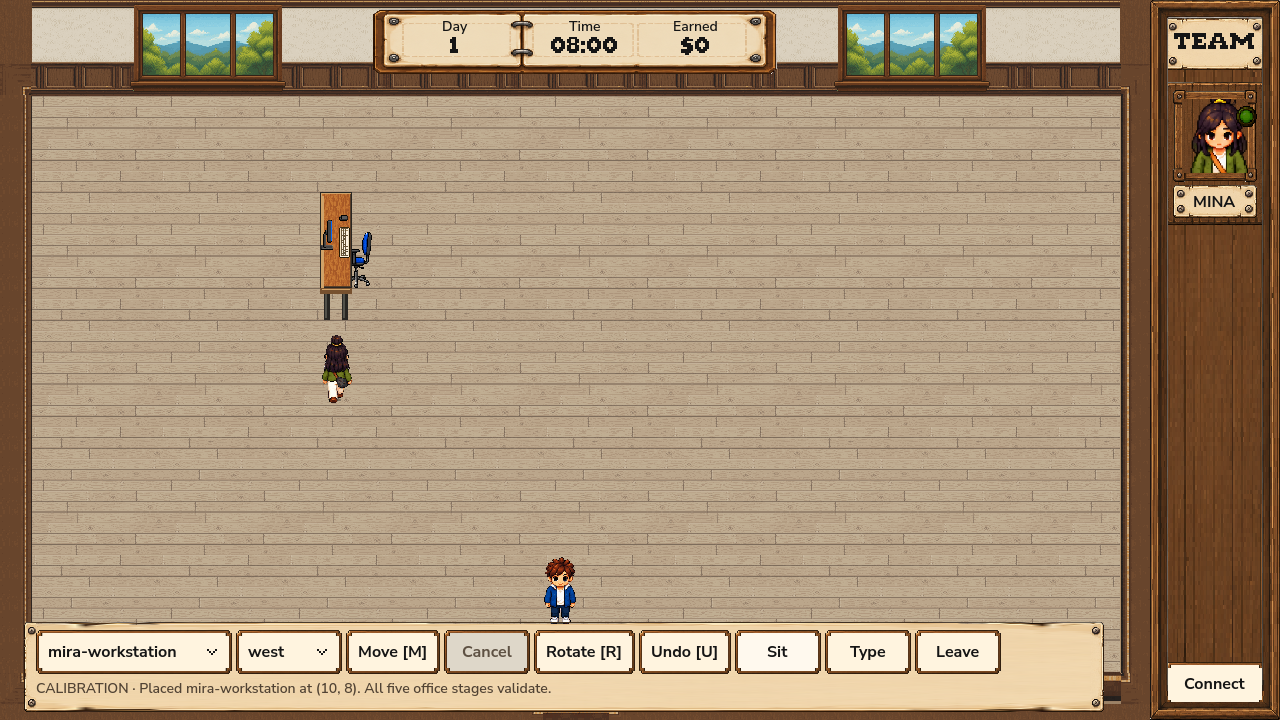 Day
1
Time
08:00
Earned
$0
TEAM
MINA
mira-workstation
west
Move [M]
Cancel
Rotate [R]
Undo [U]
Sit
Type
Leave
CALIBRATION · Placed mira-workstation at (10, 8). All five office stages validate.
Connect